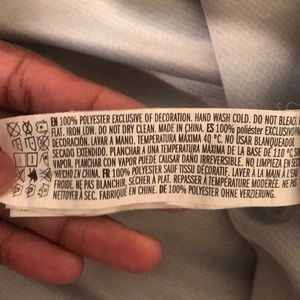 EN 100% POLYESTER EXCLUSIVE OF DECORATION. HAND WASH COLD. DO NOT BLEACH.
FLAT. IRON LOW. DO NOT DRY CLEAN. MADE IN CHINA. ES 100% poliéster EXCLUSIVO
DECORACIÓN. LAVAR A MANO. TEMPERATURA MÁXIMA 40 °C. NO USAR BLANQUEADOR.
SECADO EXTENDIDO. PLANCHAR A UNA TEMPERATURA MÁXIMA DE LA BASE DE 110 °C. SIN
VAPOR. PLANCHAR CON VAPOR PUEDE CAUSAR DAÑO IRREVERSIBLE. NO LIMPIEZA EN SE
HECHO EN CHINA. FR 100% POLYESTER SAUF TISSU DÉCORATIF. LAVER À LA MAIN À L'EAU
FROIDE. NE PAS BLANCHIR. SÉCHER À PLAT. REPASSER À TEMPÉRATURE MODÉRÉE. NE PAS
NETTOYER À SEC. FABRIQUÉ EN CHINE. DE 100% POLYESTER OHNE VERZIERUNG.